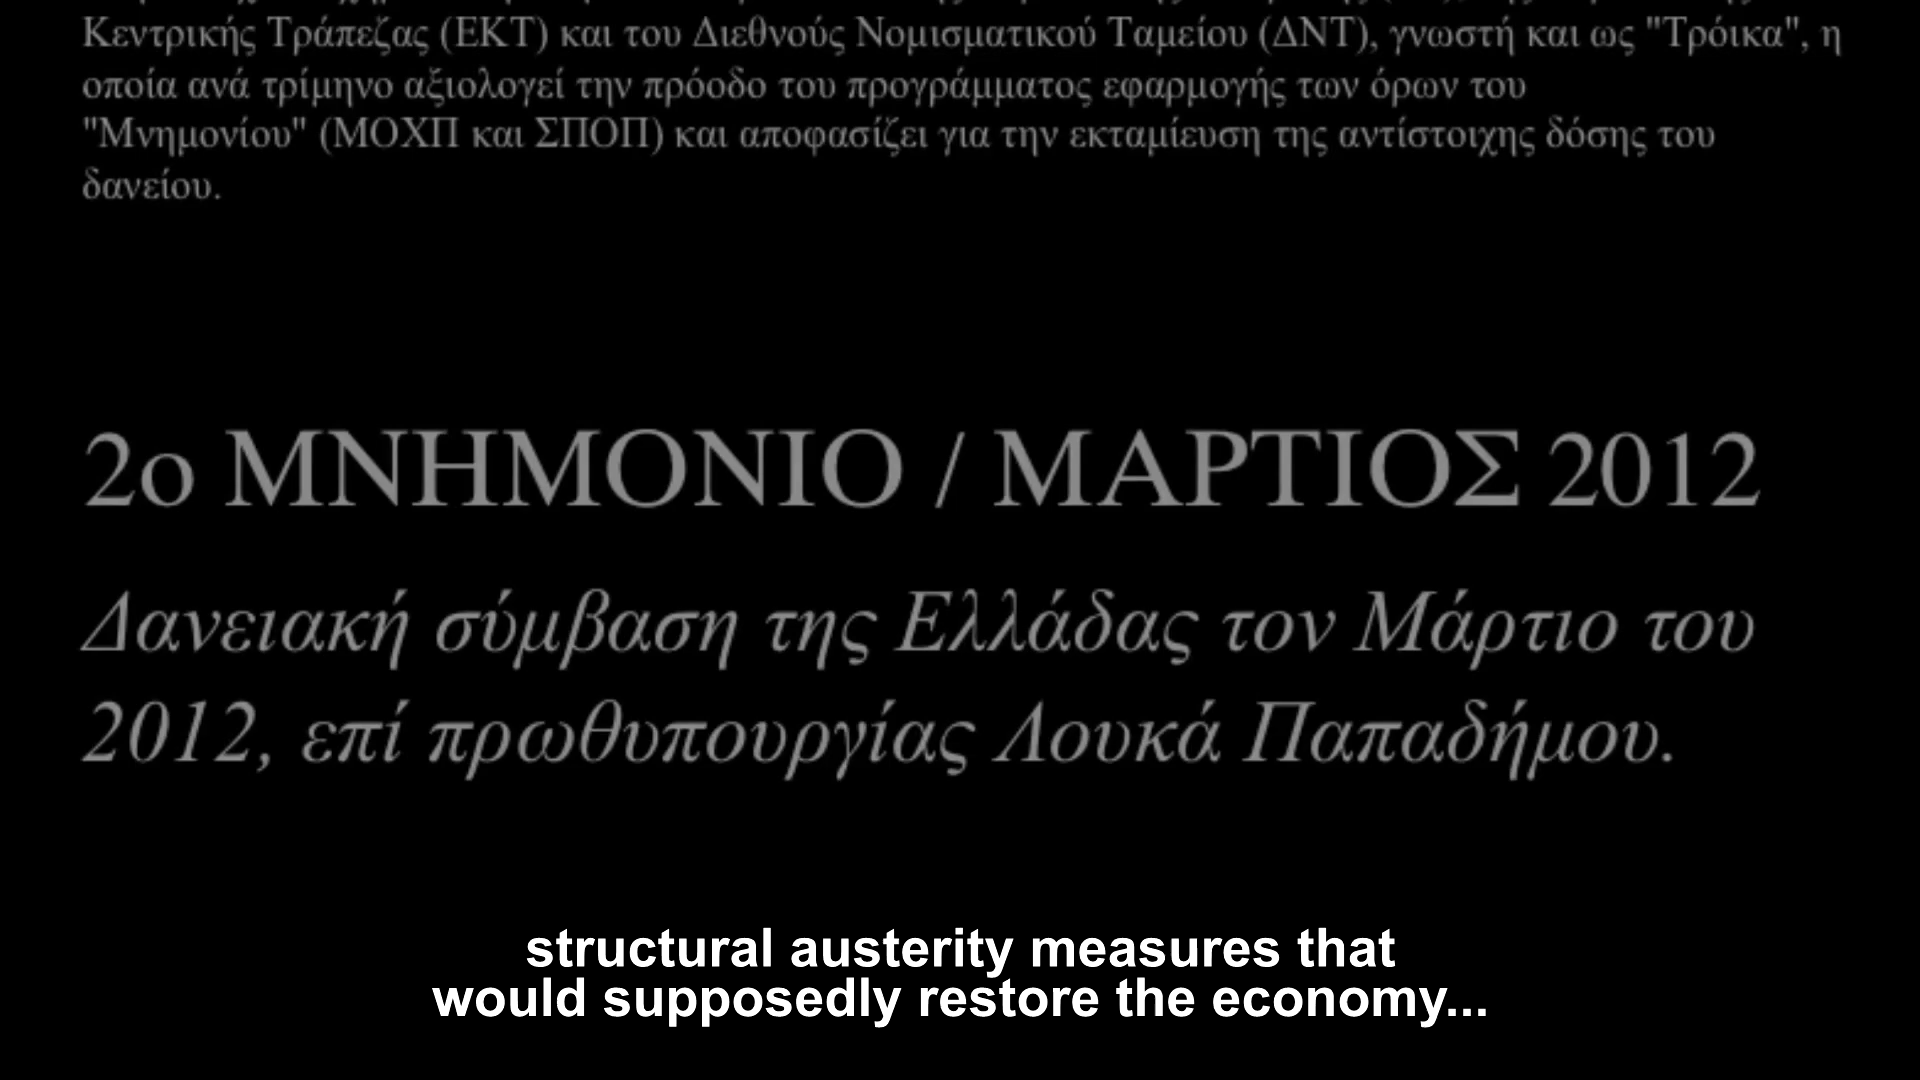 Κεντρικής Τράπεζας (ΕΚΤ) και του Διεθνούς Νομισματικού Ταμείου (ΔΝΤ), γνωστή και ως "Τρόικα", η
οποία ανά τρίμηνο αξιολογεί την πρόοδο του προγράμματος εφαρμογής των όρων του
"Μνημονίου" (ΜΟΧΠ και ΣΠΟΠ) και αποφασίζει για την εκταμίευση της αντίστοιχης δόσης του
δανείου.
2ο ΜΝΗΜΟΝΙΟ / ΜΑΡΤΙΟΣ 2012
Δανειακή σύμβαση της Ελλάδας τον Μάρτιο του
2012, επί πρωθυπουργίας Λουκά Παπαδήμου.
structural austerity measures that
would supposedly restore the economy...